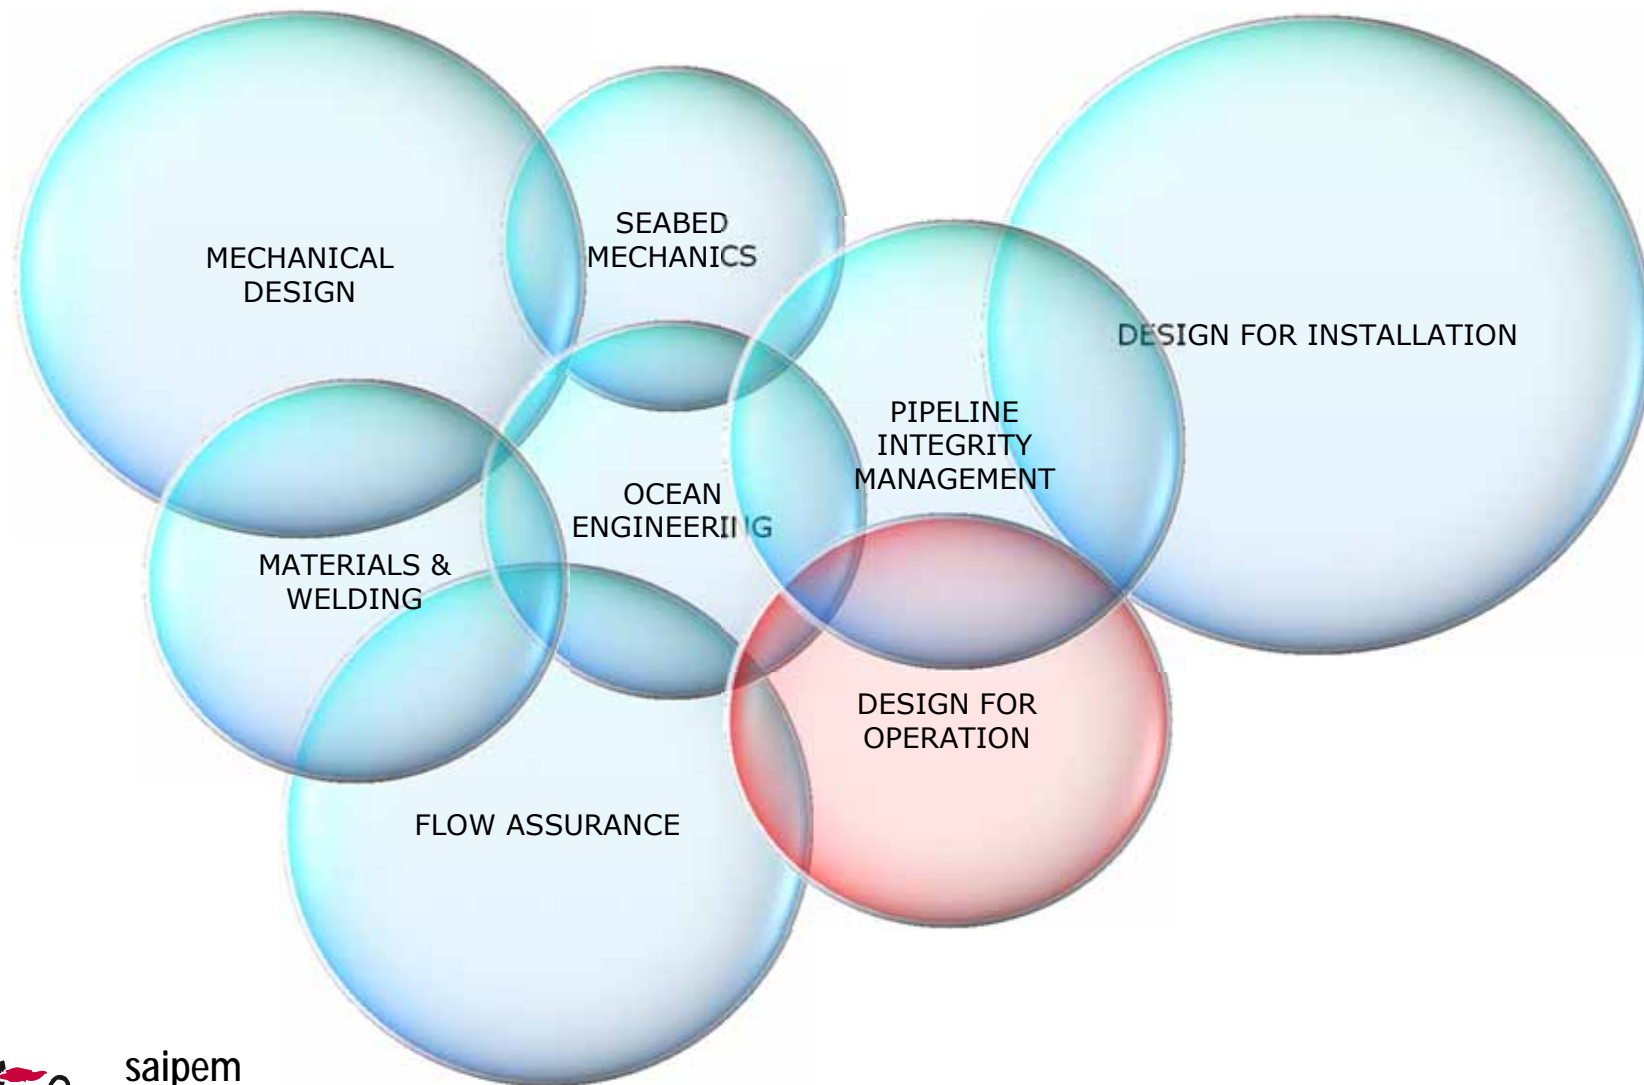 SEABED
MECHANICS
MECHANICAL
DESIGN
DESIGN FOR INSTALLATION
PIPELINE
INTEGRITY
MANAGEMENT
OCEAN
ENGINEERING
MATERIALS &
WELDING
DESIGN FOR
OPERATION
FLOW ASSURANCE
saipem